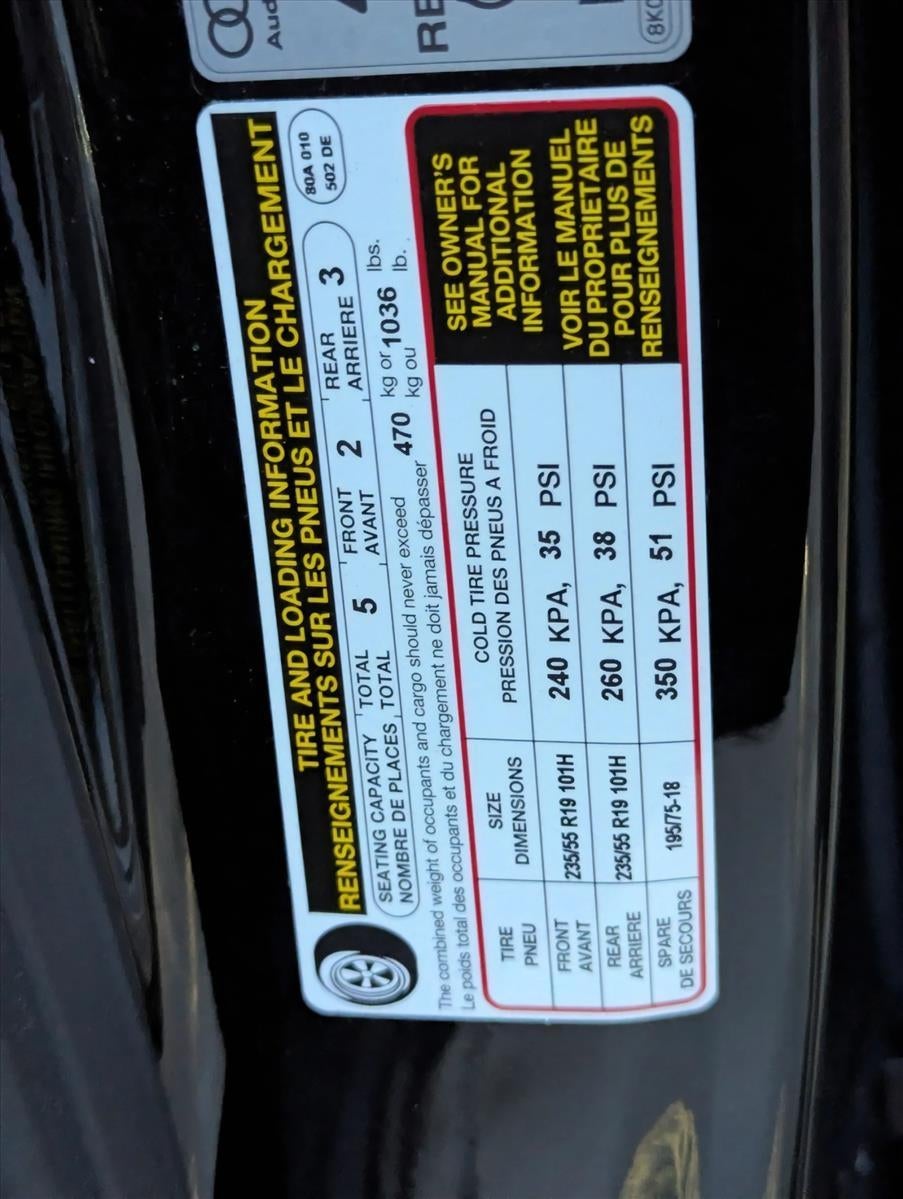 Aud
RE
8K0
TIRE AND LOADING INFORMATION
RENSEIGNEMENTS SUR LES PNEUS ET LE CHARGEMENT
80A 010
502 DE
SEATING CAPACITY TOTAL 5 FRONT 2 REAR 3
NOMBRE DE PLACES TOTAL AVANT ARRIERE
The combined weight of occupants and cargo should never exceed 470 kg or 1036 lbs.
Le poids total des occupants et du chargement ne doit jamais dépasser kg ou lb.
TIRE SIZE COLD TIRE PRESSURE
PNEU DIMENSIONS PRESSION DES PNEUS A FROID
FRONT
AVANT
235/55 R19 101H 240 KPA, 35 PSI
REAR
ARRIERE
235/55 R19 101H 260 KPA, 38 PSI
SPARE
DE SECOURS
195/75-18 350 KPA, 51 PSI
SEE OWNER'S
MANUAL FOR
ADDITIONAL
INFORMATION
VOIR LE MANUEL
DU PROPRIETAIRE
POUR PLUS DE
RENSEIGNEMENTS